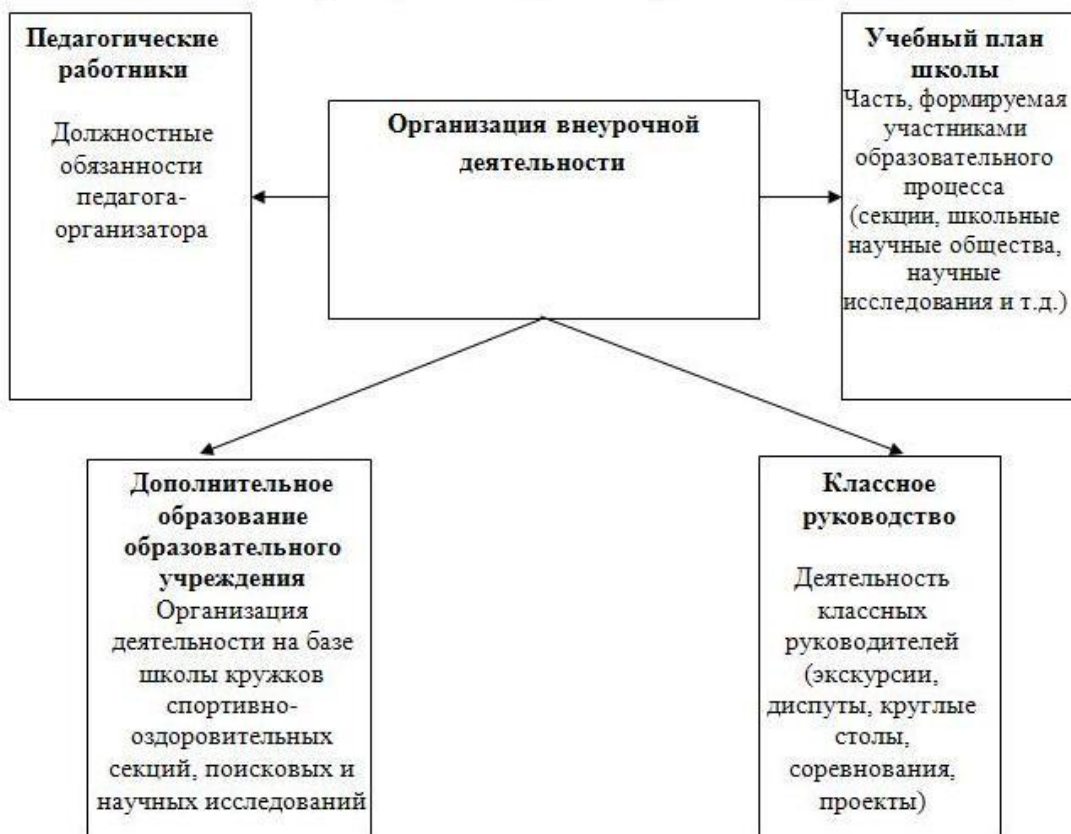 Педагогические
работники
Должностные
обязанности
педагога-
организатора
Организация внеурочной
деятельности
Учебный план
школы
Часть, формируемая
участниками
образовательного
процесса
(секции, школьные
научные общества,
научные
исследования и т.д.)
Дополнительное
образование
образовательного
учреждения
Организация
деятельности на базе
школы кружков
спортивно-
оздоровительных
секций, поисковых и
научных исследований
Классное
руководство
Деятельность
классных
руководителей
(экскурсии,
диспуты, круглые
столы,
соревнования,
проекты)